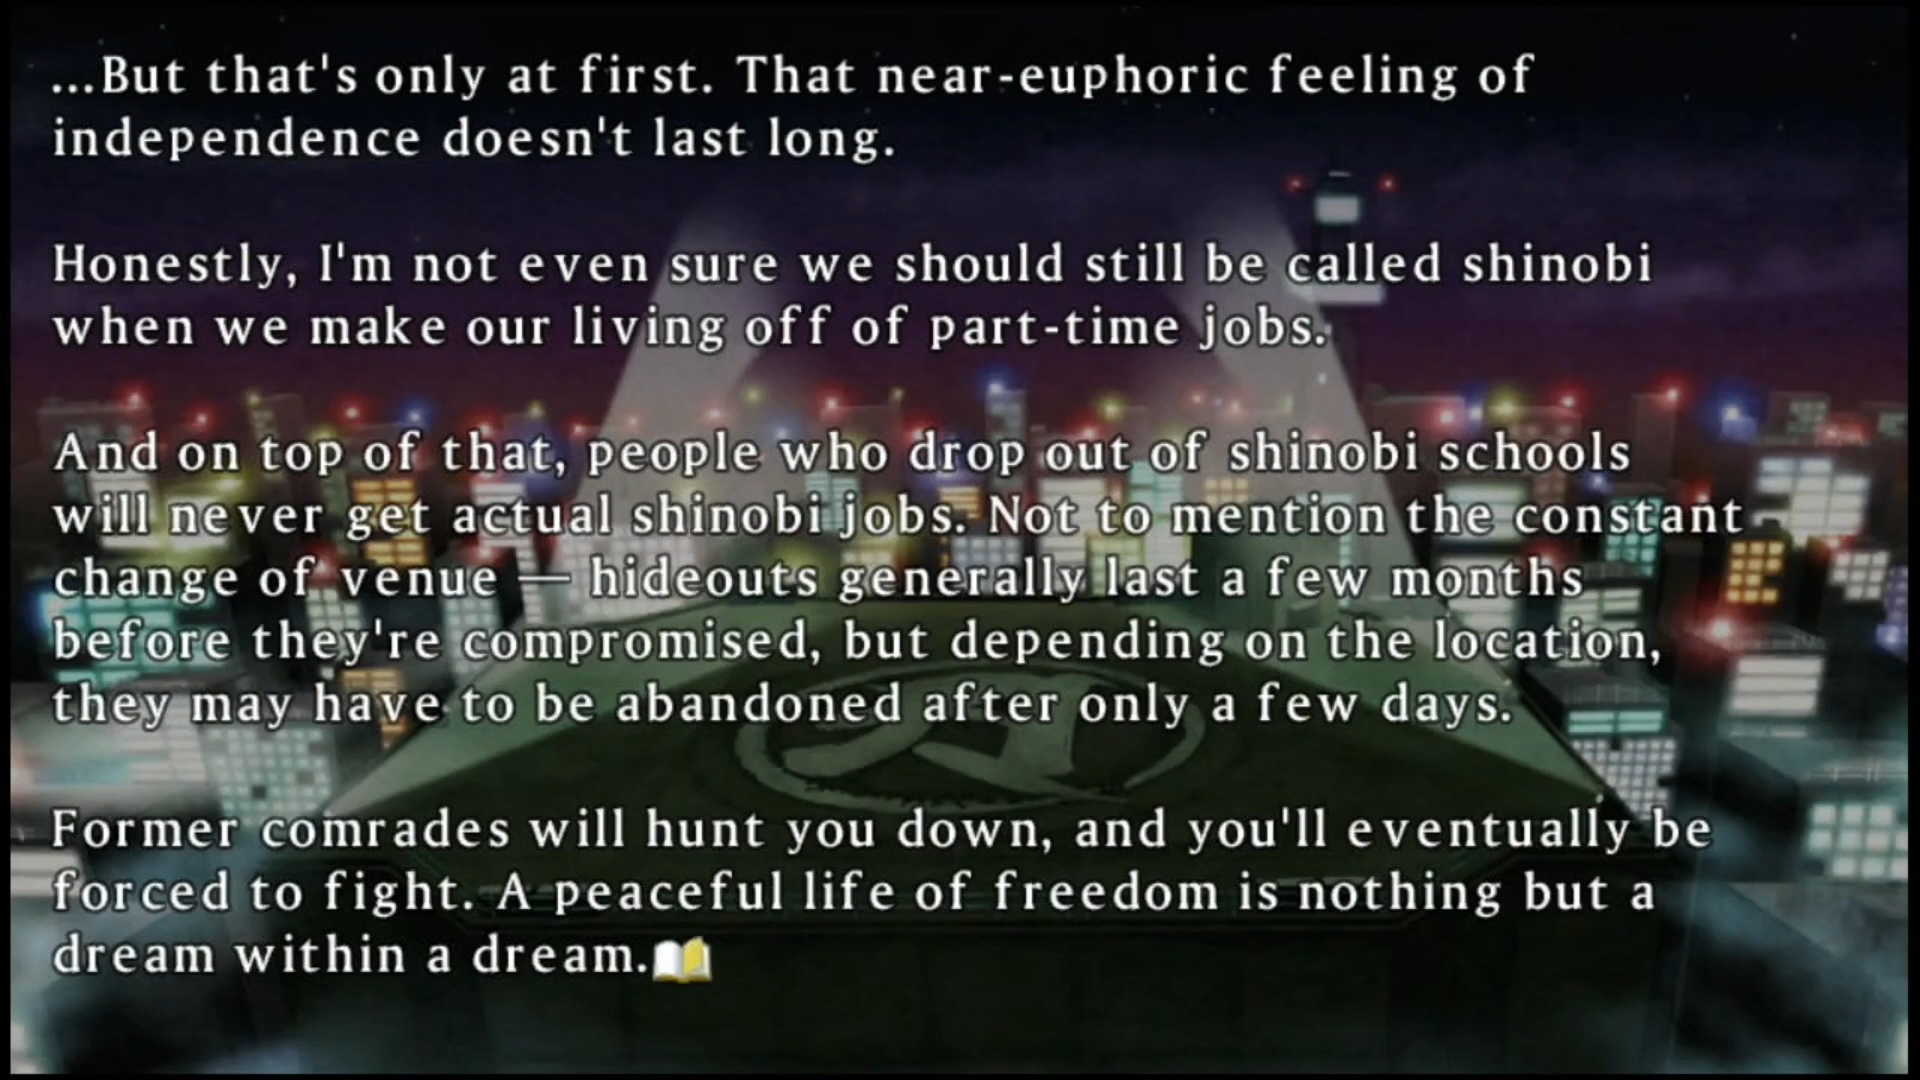 ...But that's only at first. That near-euphoric feeling of
independence doesn't last long.
Honestly, I'm not even sure we should still be called shinobi
when we make our living off of part-time jobs.
And on top of that, people who drop out of shinobi schools
will never get actual shinobi jobs. Not to mention the constant
change of venue — hideouts generally last a few months
before they're compromised, but depending on the location,
they may have to be abandoned after only a few days.
Former comrades will hunt you down, and you'll eventually be
forced to fight. A peaceful life of freedom is nothing but a
dream within a dream.